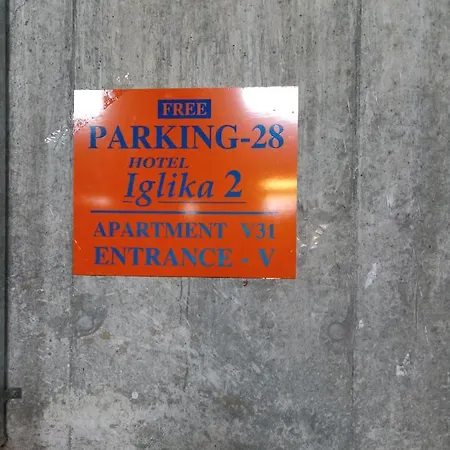 FREE
PARKING-28
HOTEL
Iglika 2
APARTMENT V31
ENTRANCE - V